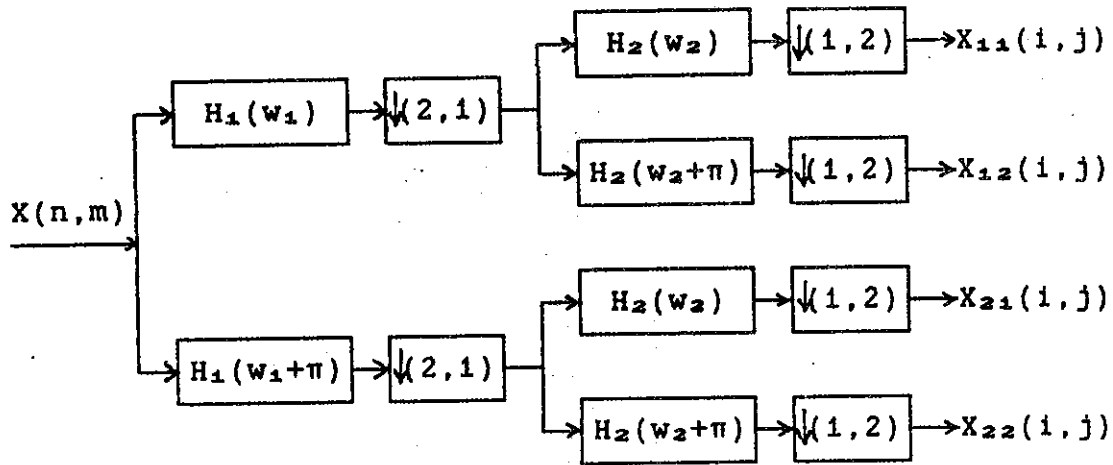 H₂(w₂) ↓(1,2) X₁₁(i,j)
H₁(w₁) ↓(2,1)
H₂(w₂+π) ↓(1,2) X₁₂(i,j)
X(n,m)
H₂(w₂) ↓(1,2) X₂₁(i,j)
H₁(w₁+π) ↓(2,1)
H₂(w₂+π) ↓(1,2) X₂₂(i,j)